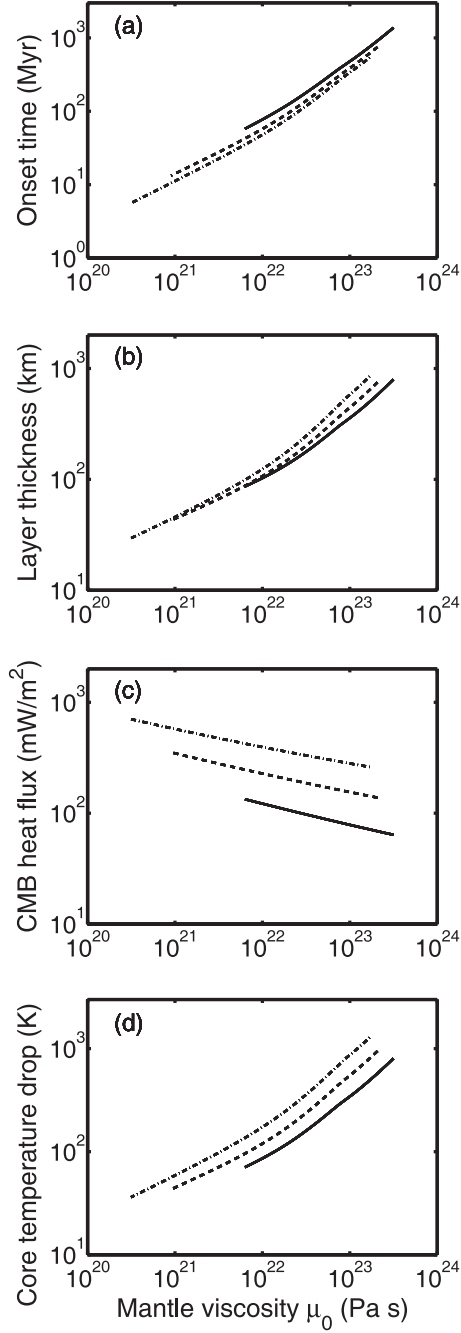 (a)
Onset time (Myr)
10³
10²
10¹
10⁰
10²⁰ 10²¹ 10²² 10²³ 10²⁴
(b)
Layer thickness (km)
10³
10²
10¹
10²⁰ 10²¹ 10²² 10²³ 10²⁴
(c)
CMB heat flux (mW/m²)
10³
10²
10¹
10²⁰ 10²¹ 10²² 10²³ 10²⁴
(d)
Core temperature drop (K)
10³
10²
10¹
10²⁰ 10²¹ 10²² 10²³ 10²⁴
Mantle viscosity μ₀ (Pa s)